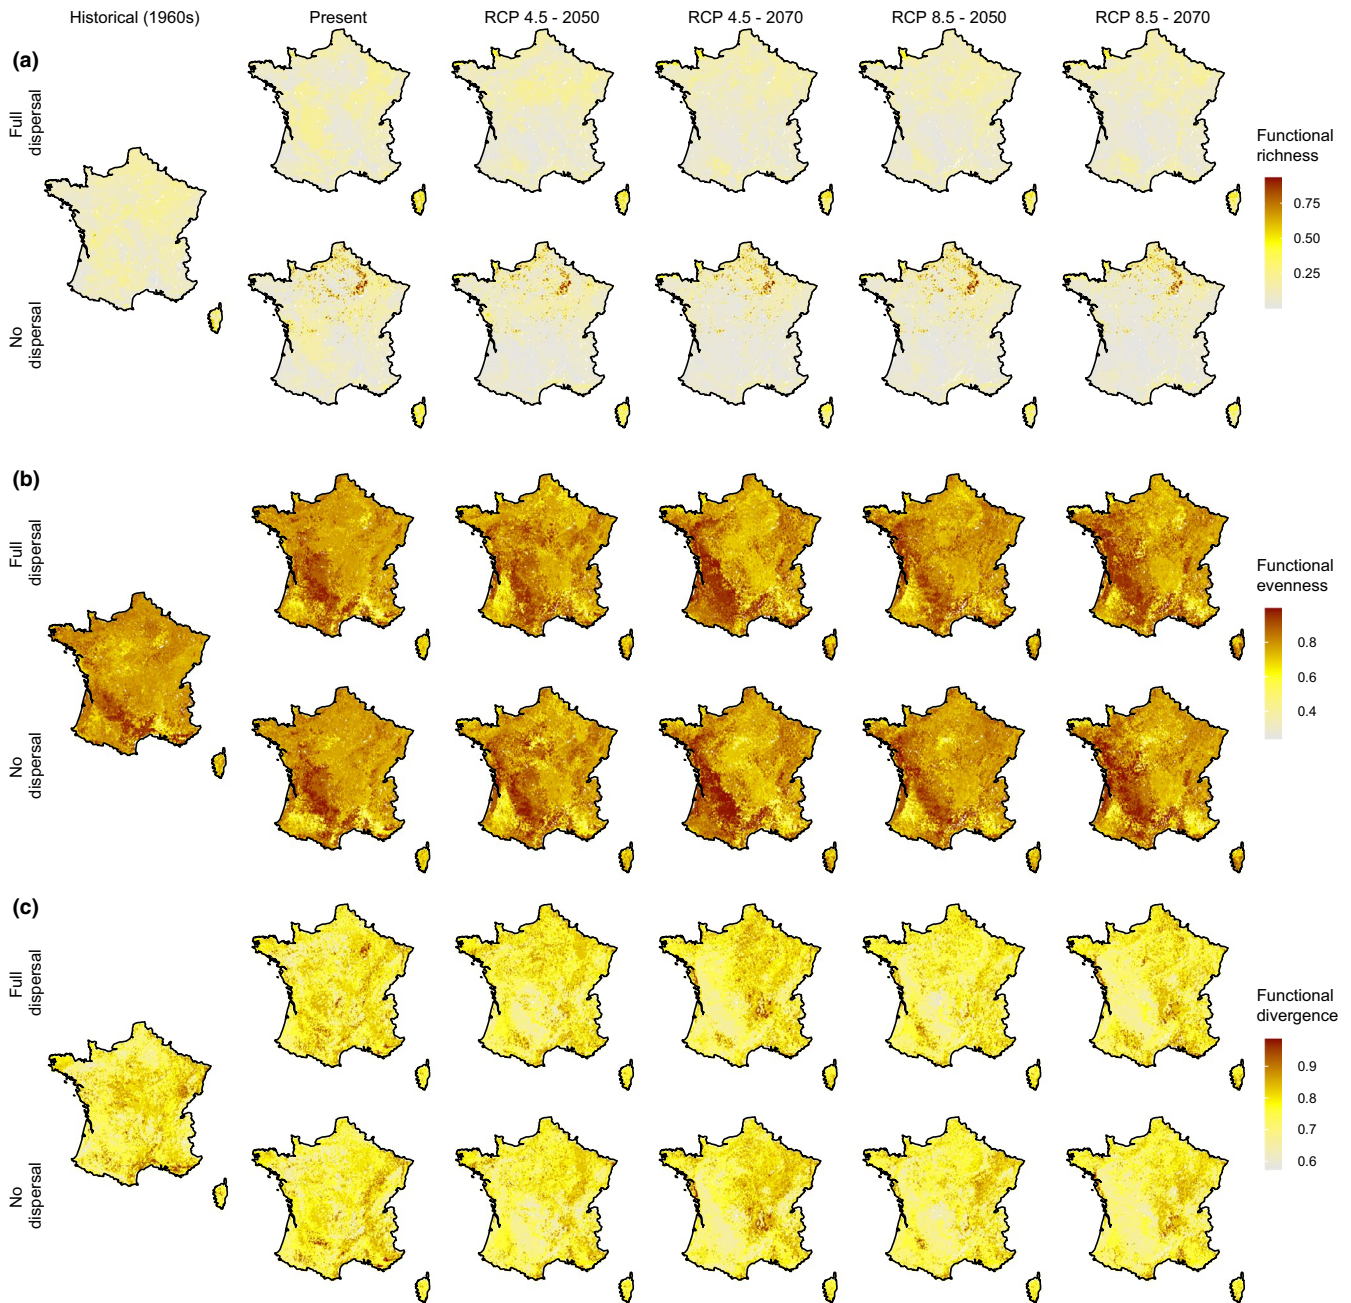 Historical (1960s)
Present
RCP 4.5 - 2050
RCP 4.5 - 2070
RCP 8.5 - 2050
RCP 8.5 - 2070
(a)
Full
dispersal
No
dispersal
Functional
richness
0.75
0.50
0.25
(b)
Full
dispersal
No
dispersal
Functional
evenness
0.8
0.6
0.4
(c)
Full
dispersal
No
dispersal
Functional
divergence
0.9
0.8
0.7
0.6